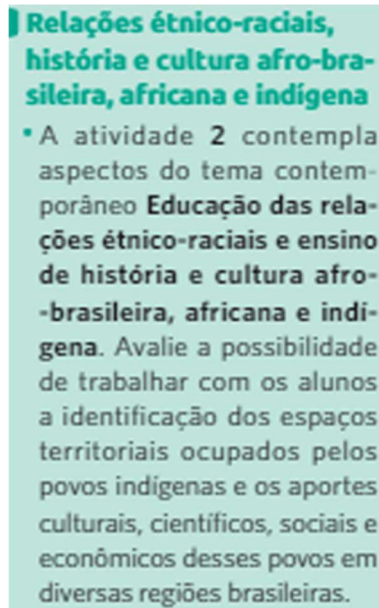 Relações étnico-raciais,
história e cultura afro-bra-
sileira, africana e indígena
• A atividade 2 contempla
aspectos do tema contem-
porâneo Educação das rela-
ções étnico-raciais e ensino
de história e cultura afro-
-brasileira, africana e indí-
gena. Avalie a possibilidade
de trabalhar com os alunos
a identificação dos espaços
territoriais ocupados pelos
povos indígenas e os aportes
culturais, científicos, sociais e
econômicos desses povos em
diversas regiões brasileiras.